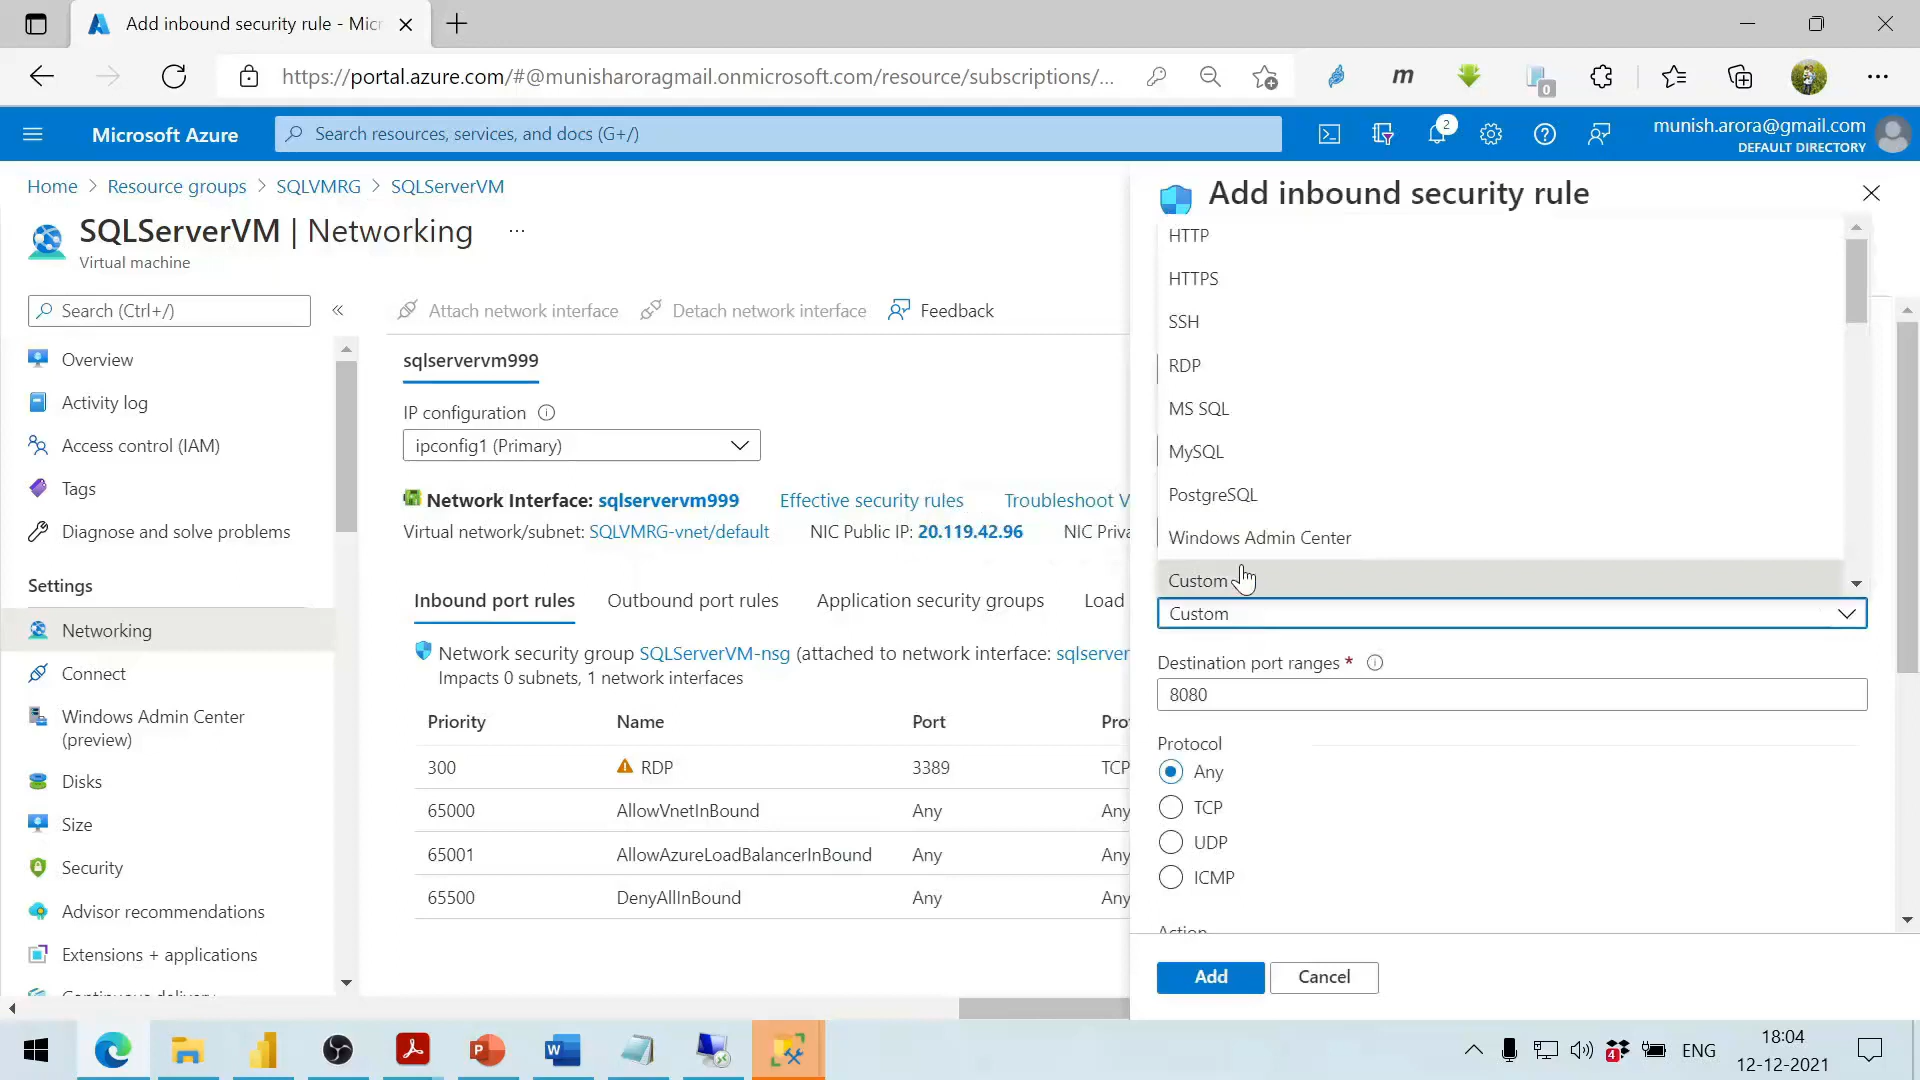 Add inbound security rule - Mic
https://portal.azure.com/#@munisharoragmail.onmicrosoft.com/resource/subscriptions/...
m
0
Microsoft Azure
Search resources, services, and docs (G+/)
2
munish.arora@gmail.com
DEFAULT DIRECTORY
Home > Resource groups > SQLVMRG > SQLServerVM
SQLServerVM | Networking ...
Virtual machine
Search (Ctrl+/)
«
Overview
Activity log
Access control (IAM)
Tags
Diagnose and solve problems
Settings
Networking
Connect
Windows Admin Center
(preview)
Disks
Size
Security
Advisor recommendations
Extensions + applications
Continuous delivery
Attach network interface
Detach network interface
Feedback
sqlservervm999
IP configuration
ipconfig1 (Primary)
Network Interface: sqlservervm999 Effective security rules Troubleshoot V
Virtual network/subnet: SQLVMRG-vnet/default NIC Public IP: 20.119.42.96 NIC Priva
Inbound port rules Outbound port rules Application security groups Load
Network security group SQLServerVM-nsg (attached to network interface: sqlserver
Impacts 0 subnets, 1 network interfaces
Priority Name Port Pro
300 RDP 3389 TCP
65000 AllowVnetInBound Any Any
65001 AllowAzureLoadBalancerInBound Any Any
65500 DenyAllInBound Any Any
Add inbound security rule
HTTP
HTTPS
SSH
RDP
MS SQL
MySQL
PostgreSQL
Windows Admin Center
Custom
Custom
Destination port ranges *
8080
Protocol
Any
TCP
UDP
ICMP
Action
Add Cancel
4
ENG
18:04
12-12-2021